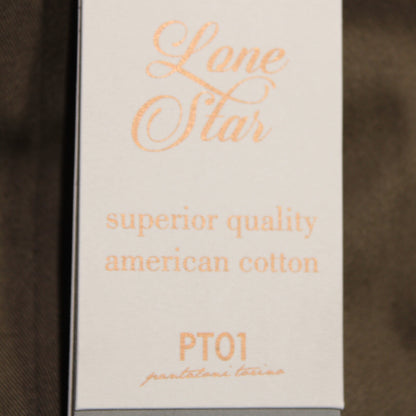 Lone
Star
superior quality
american cotton
PT01
pantaloni torino